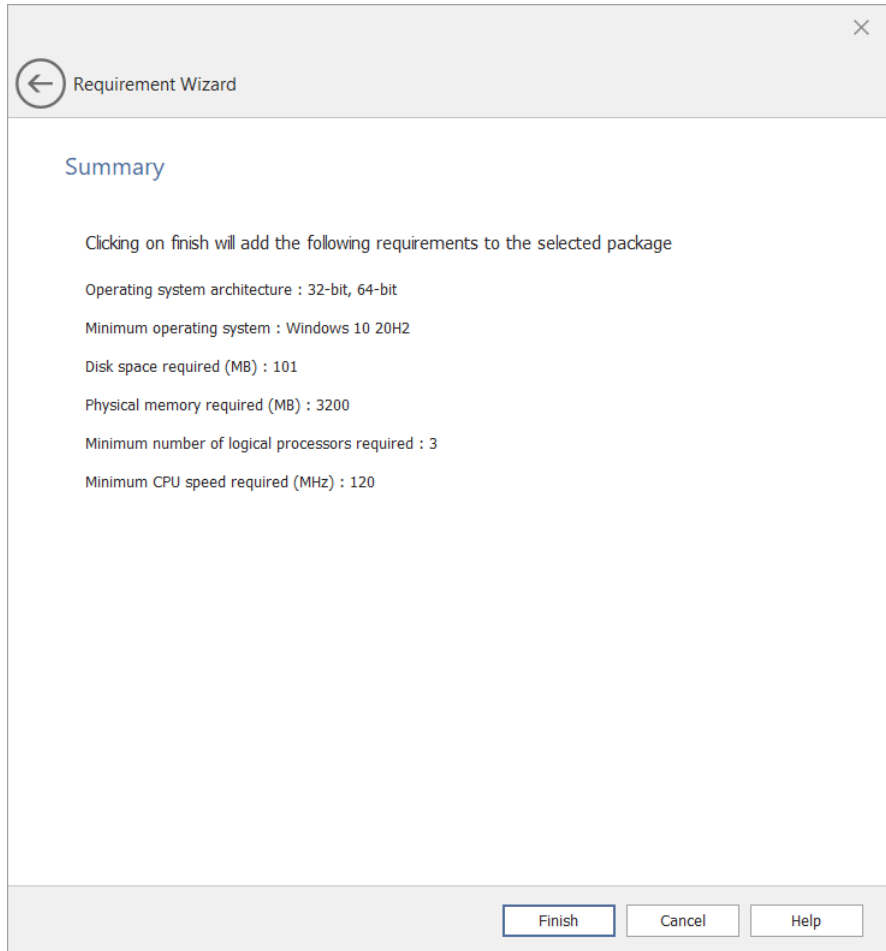 Requirement Wizard
Summary
Clicking on finish will add the following requirements to the selected package
Operating system architecture : 32-bit, 64-bit
Minimum operating system : Windows 10 20H2
Disk space required (MB) : 101
Physical memory required (MB) : 3200
Minimum number of logical processors required : 3
Minimum CPU speed required (MHz) : 120
Finish Cancel Help